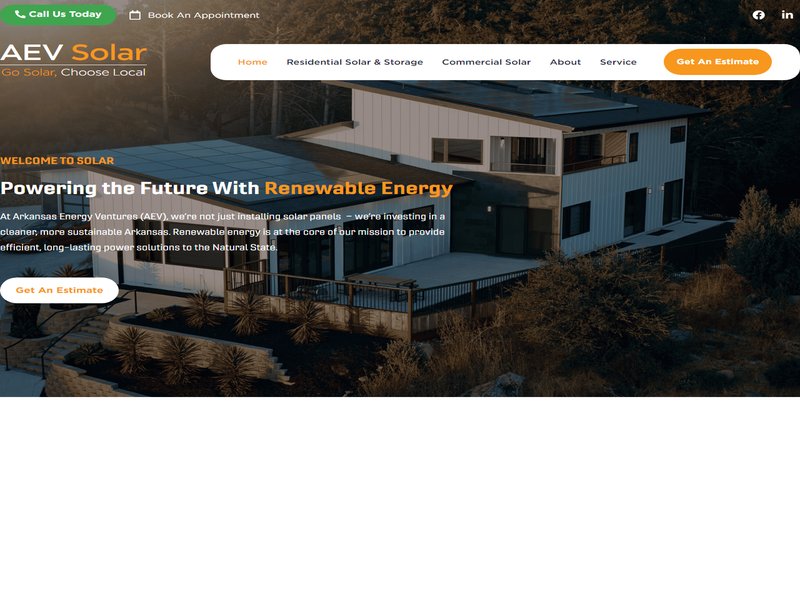 Call Us Today
Book An Appointment
AEV Solar
Go Solar, Choose Local
Home
Residential Solar & Storage
Commercial Solar
About
Service
Get An Estimate
WELCOME TO SOLAR
Powering the Future With Renewable Energy
At Arkansas Energy Ventures (AEV), we're not just installing solar panels – we're investing in a
cleaner, more sustainable Arkansas. Renewable energy is at the core of our mission to provide
efficient, long-lasting power solutions to the Natural State.
Get An Estimate